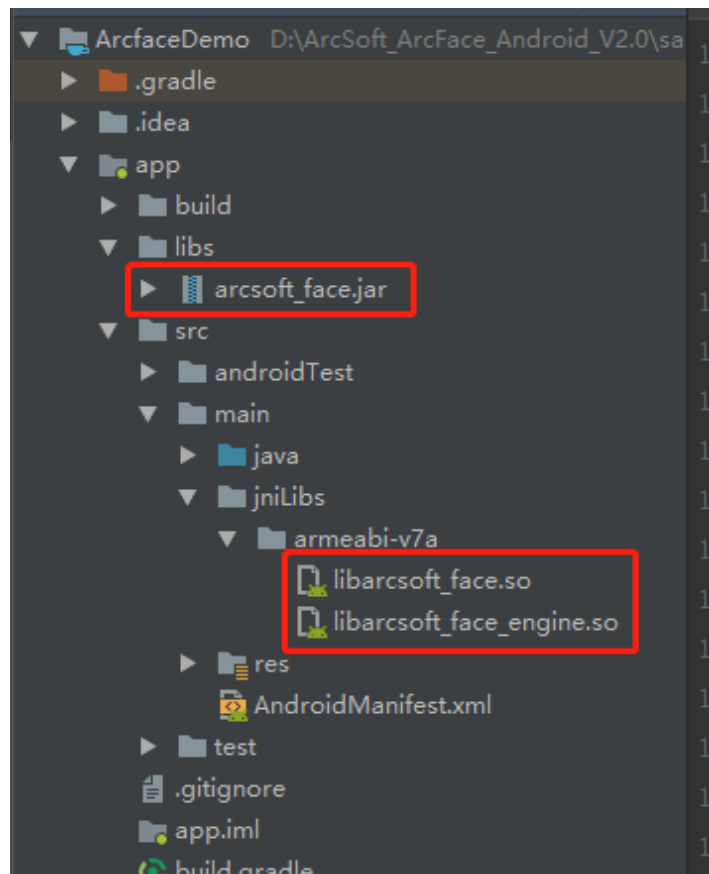 ArcfaceDemo D:\ArcSoft_ArcFace_Android_V2.0\sa
.gradle
.idea
app
build
libs
arcsoft_face.jar
src
androidTest
main
java
jniLibs
armeabi-v7a
libarcsoft_face.so
libarcsoft_face_engine.so
res
AndroidManifest.xml
test
.gitignore
app.iml
build.gradle